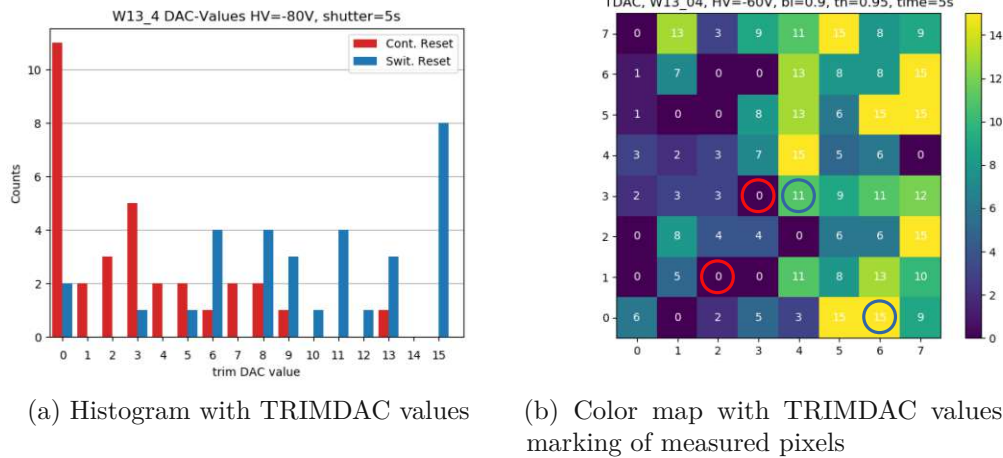 W13_4 DAC-Values HV=-80V, shutter=5s
Cont. Reset
Swit. Reset
10
8
6
4
2
0
Counts
0 1 2 3 4 5 6 7 8 9 10 11 12 13 14 15
trim DAC value
(a) Histogram with TRIMDAC values
TDAC, W13_04, HV=-60V, bl=0.9, th=0.95, time=5s
7 0 13 3 9 11 15 8 9
6 1 7 0 0 13 8 8 15
5 1 0 0 8 13 6 15 15
4 3 2 3 7 15 5 6 0
3 2 3 3 0 11 9 11 12
2 0 8 4 4 0 6 6 15
1 0 5 0 0 11 8 13 10
0 6 0 2 5 3 15 15 9
0 1 2 3 4 5 6 7
14
12
10
8
6
4
2
0
(b) Color map with TRIMDAC values
marking of measured pixels